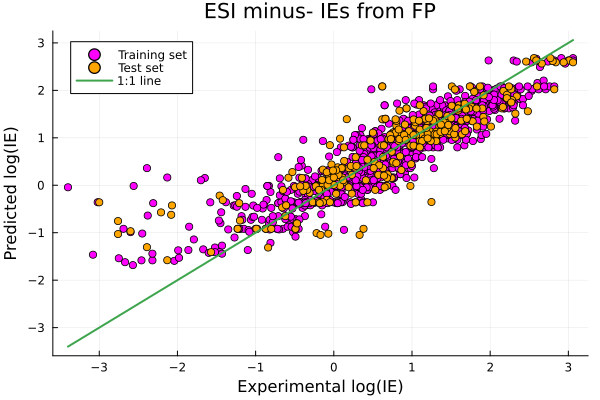 ESI minus- IEs from FP
Training set
Test set
1:1 line
Predicted log(IE)
3
2
1
0
−1
−2
−3
−3 −2 −1 0 1 2 3
Experimental log(IE)